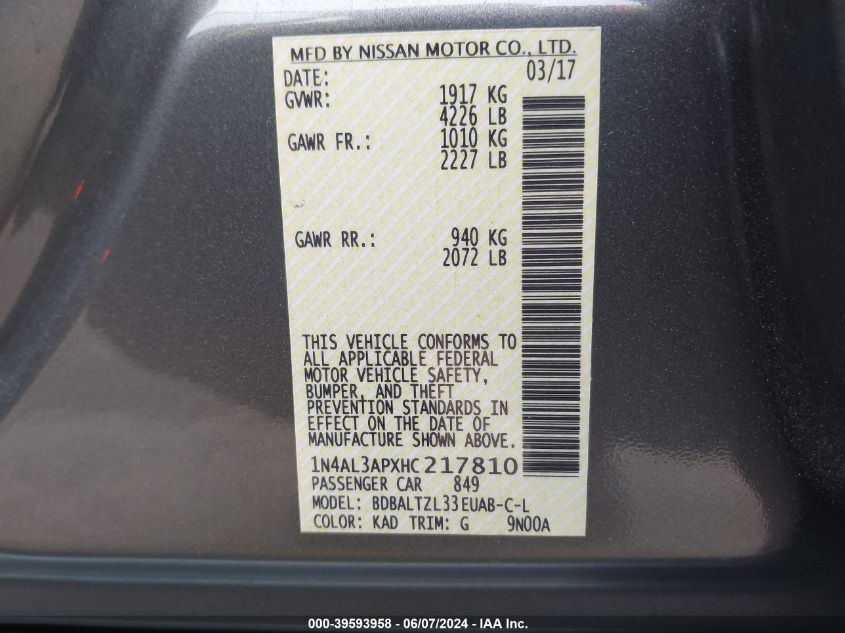 MFD BY NISSAN MOTOR CO., LTD.
DATE: 03/17
GVWR: 1917 KG
4226 LB
GAWR FR.: 1010 KG
2227 LB
GAWR RR.: 940 KG
2072 LB
THIS VEHICLE CONFORMS TO
ALL APPLICABLE FEDERAL
MOTOR VEHICLE SAFETY,
BUMPER, AND THEFT
PREVENTION STANDARDS IN
EFFECT ON THE DATE OF
MANUFACTURE SHOWN ABOVE.
1N4AL3APXHC217810
PASSENGER CAR 849
MODEL: BDBALTZL33EUAB-C-L
COLOR: KAD TRIM: G 9N00A
000-39593958 - 06/07/2024 - IAA Inc.